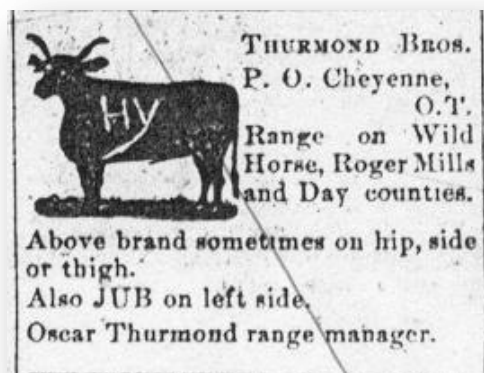 THURMOND BROS.
P. O. Cheyenne,
O.T.
Range on Wild
Horse, Roger Mills
and Day counties.
HY
Above brand sometimes on hip, side
or thigh.
Also JUB on left side.
Oscar Thurmond range manager.